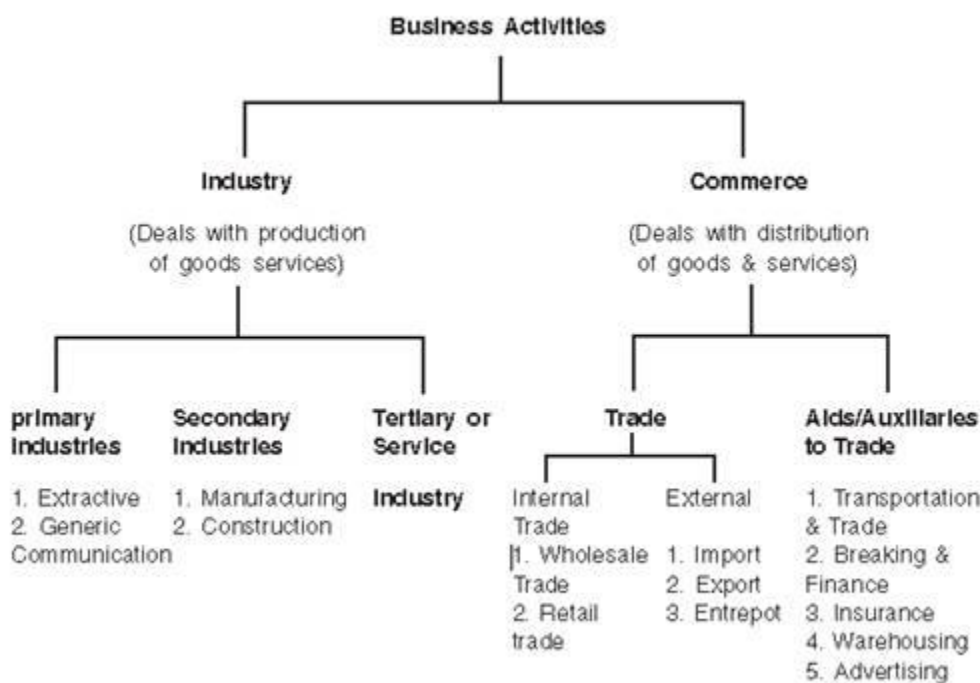 Business Activities
Industry
(Deals with production
of goods services)
Commerce
(Deals with distribution
of goods & services)
primary
Industries
1. Extractive
2. Generic
Communication
Secondary
Industries
1. Manufacturing
2. Construction
Tertiary or
Service
Industry
Trade
Internal
Trade
1. Wholesale
Trade
2. Retail
trade
External
1. Import
2. Export
3. Entrepot
Aids/Auxiliaries
to Trade
1. Transportation
& Trade
2. Breaking &
Finance
3. Insurance
4. Warehousing
5. Advertising